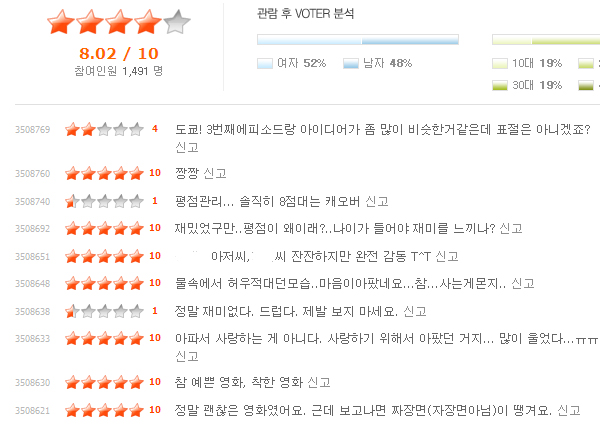 관람 후 VOTER 분석
8.02 / 10
참여인원 1,491 명
여자 52% 남자 48%
10대 19%
30대 19%
3508769 4 도쿄! 3번째에피소드랑 아이디어가 좀 많이 비슷한거같은데 표절은 아니겠죠?
신고
3508760 10 짱짱 신고
3508740 1 평점관리... 솔직히 8점대는 캐오버 신고
3508692 10 재밌었구만..평점이 왜이래?..나이가 들어야 재미를 느끼나? 신고
3508651 10 아저씨, 씨 잔잔하지만 완전 감동 T^T 신고
3508648 10 물속에서 허우적대던모습..마음이아팠네요...참...사는게몬지.. 신고
3508638 1 정말 재미없다. 드럽다. 제발 보지 마세요. 신고
3508633 10 아파서 사랑하는 게 아니다. 사랑하기 위해서 아팠던 거지... 많이 울었다...ㅠㅠ
신고
3508630 10 참 예쁜 영화, 착한 영화 신고
3508621 10 정말 괜찮은 영화였어요. 근데 보고나면 짜장면(자장면아님)이 땡겨요. 신고